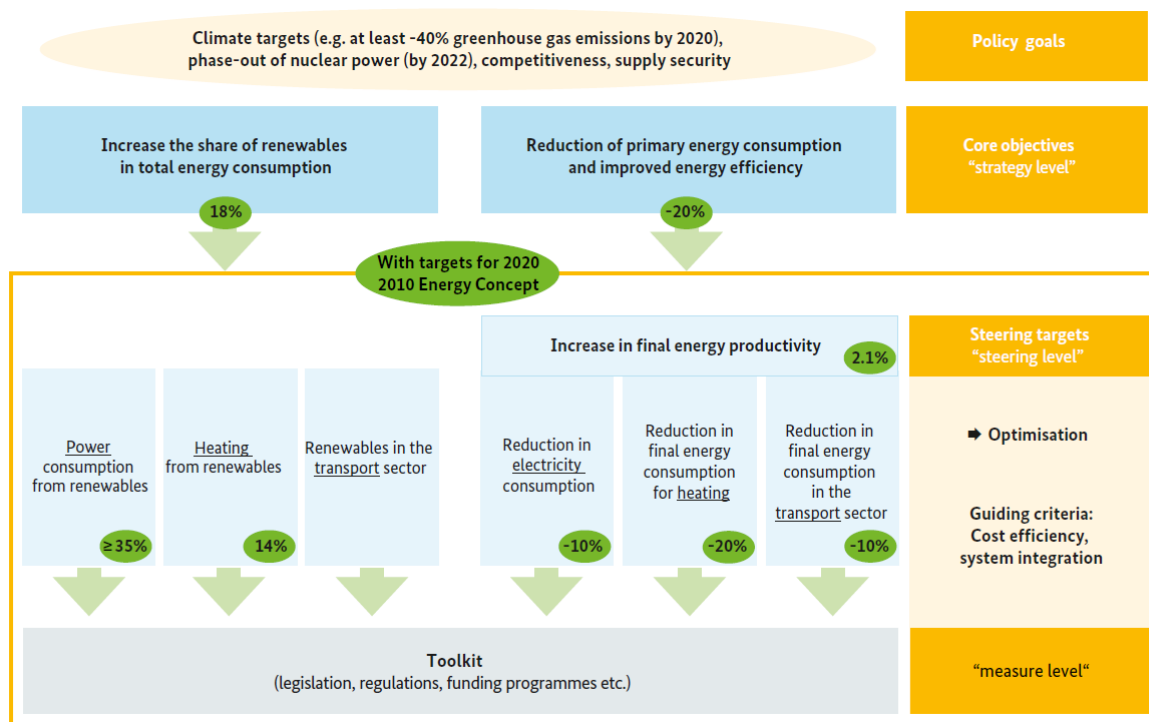 Climate targets (e.g. at least -40% greenhouse gas emissions by 2020),
phase-out of nuclear power (by 2022), competitiveness, supply security
Policy goals
Increase the share of renewables
in total energy consumption
18%
Reduction of primary energy consumption
and improved energy efficiency
-20%
Core objectives
“strategy level”
With targets for 2020
2010 Energy Concept
Increase in final energy productivity
2.1%
Steering targets
“steering level”
Power
consumption
from renewables
≥35%
Heating
from renewables
14%
Renewables in the
transport sector
Reduction in
electricity
consumption
-10%
Reduction in
final energy
consumption
for heating
-20%
Reduction in
final energy
consumption
in the
transport sector
-10%
➡ Optimisation
Guiding criteria:
Cost efficiency,
system integration
Toolkit
(legislation, regulations, funding programmes etc.)
“measure level“